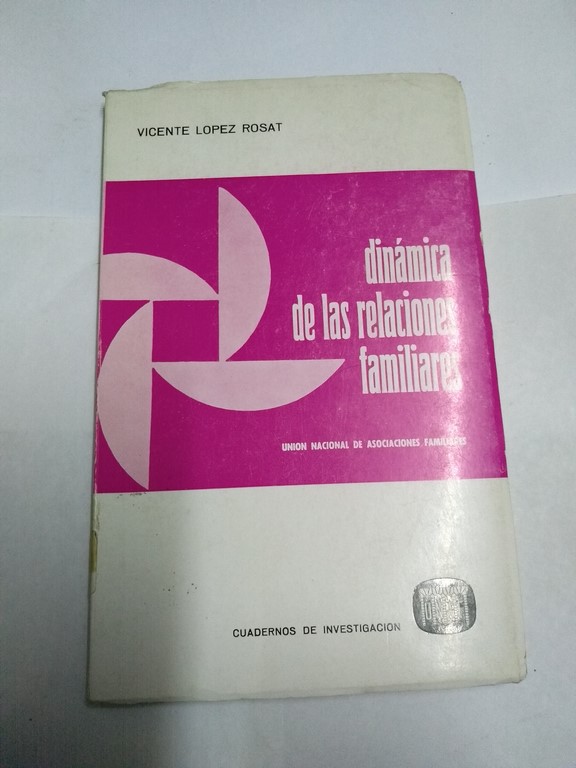 VICENTE LOPEZ ROSAT
dinámica
de las relaciones
familiares
UNION NACIONAL DE ASOCIACIONES FAMILIARES
CUADERNOS DE INVESTIGACION